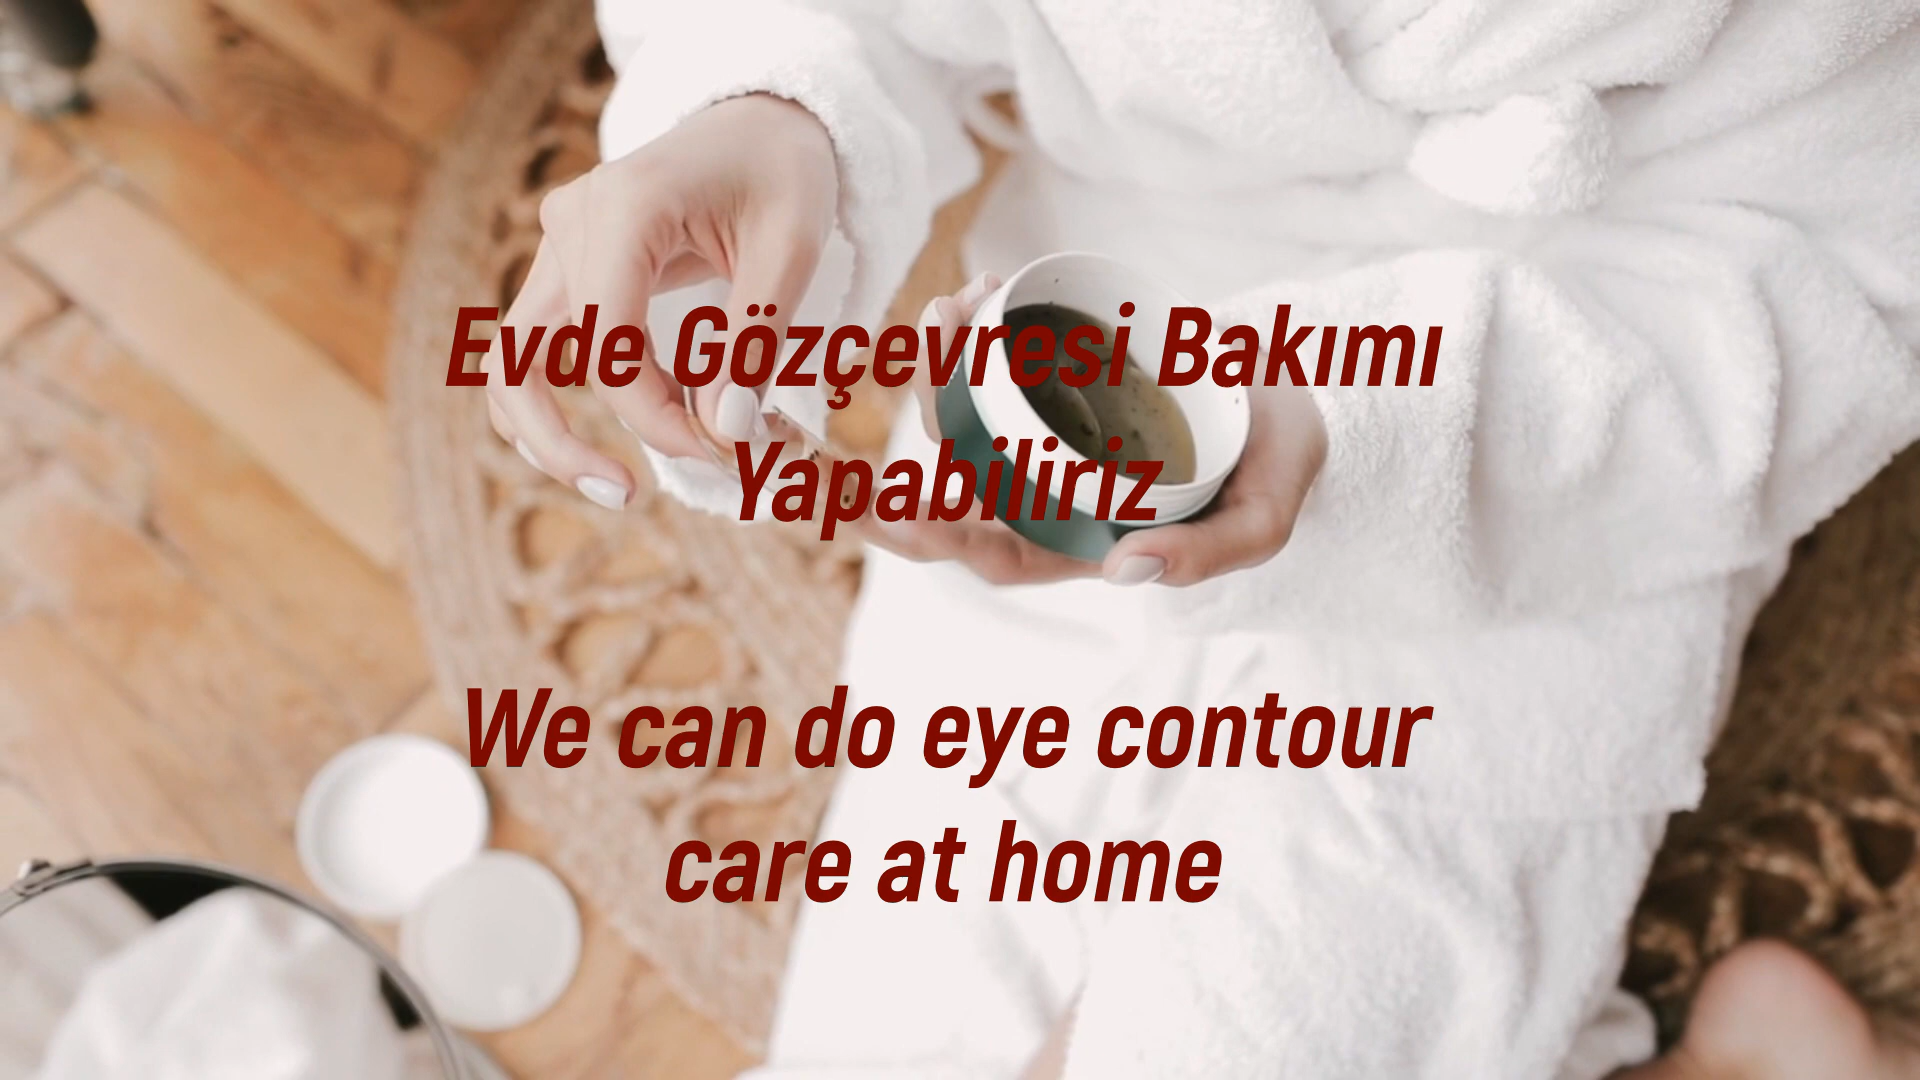 Evde Gözçevresi Bakımı
Yapabiliriz
We can do eye contour
care at home